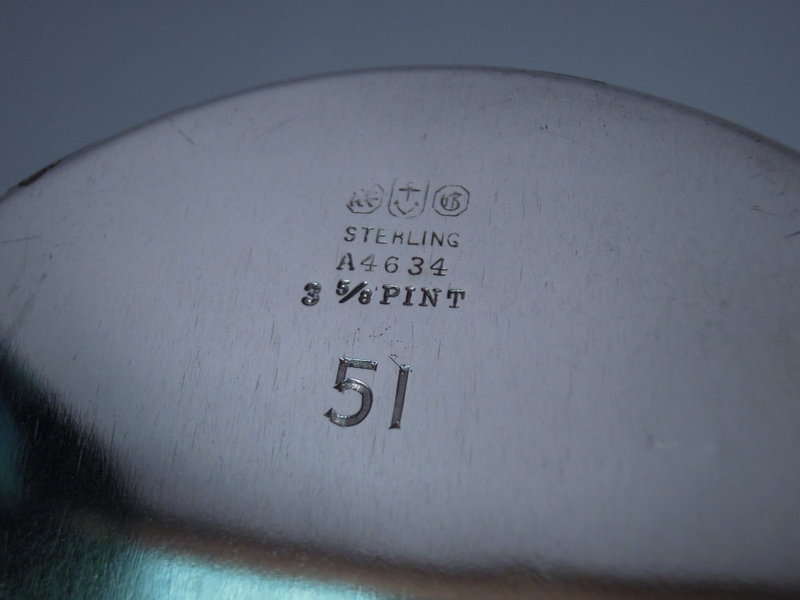 STERLING
A4634
3 5/8 PINT
51